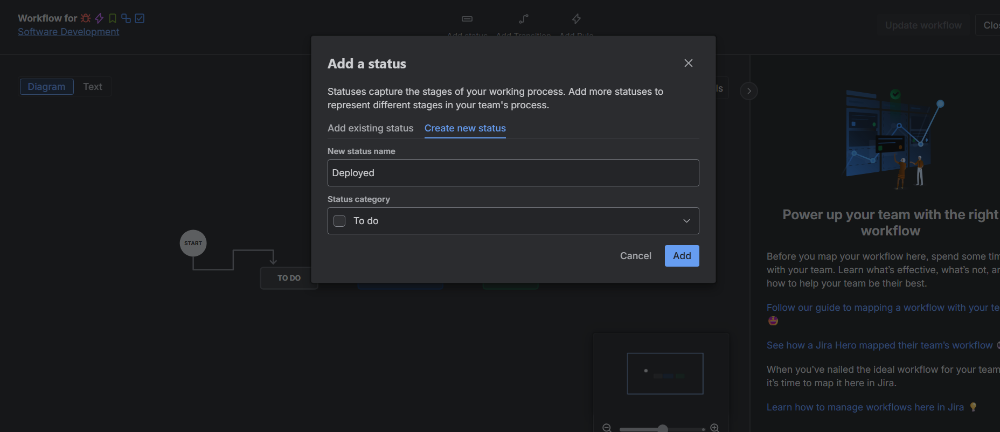 Workflow for
Software Development
Add status Add Transition Add Rule
Update workflow
Clos
Diagram Text
ls
Add a status
Statuses capture the stages of your working process. Add more statuses to
represent different stages in your team's process.
Add existing status Create new status
New status name
Deployed
Status category
To do
Cancel Add
START
TO DO
Power up your team with the right
workflow
Before you map your workflow here, spend some tim
with your team. Learn what’s effective, what’s not, an
how to help your team be their best.
Follow our guide to mapping a workflow with your te
See how a Jira Hero mapped their team’s workflow
When you’ve nailed the ideal workflow for your team
it’s time to map it here in Jira.
Learn how to manage workflows here in Jira